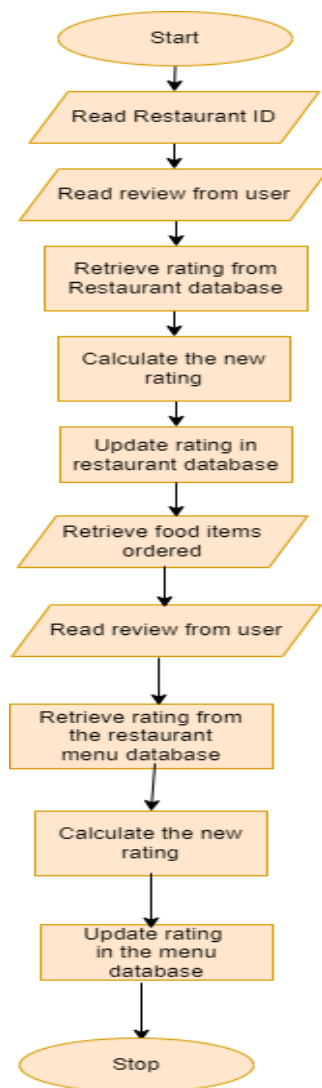 Start
Read Restaurant ID
Read review from user
Retrieve rating from
Restaurant database
Calculate the new
rating
Update rating in
restaurant database
Retrieve food items
ordered
Read review from user
Retrieve rating from
the restaurant
menu database
Calculate the new
rating
Update rating
in the menu
database
Stop